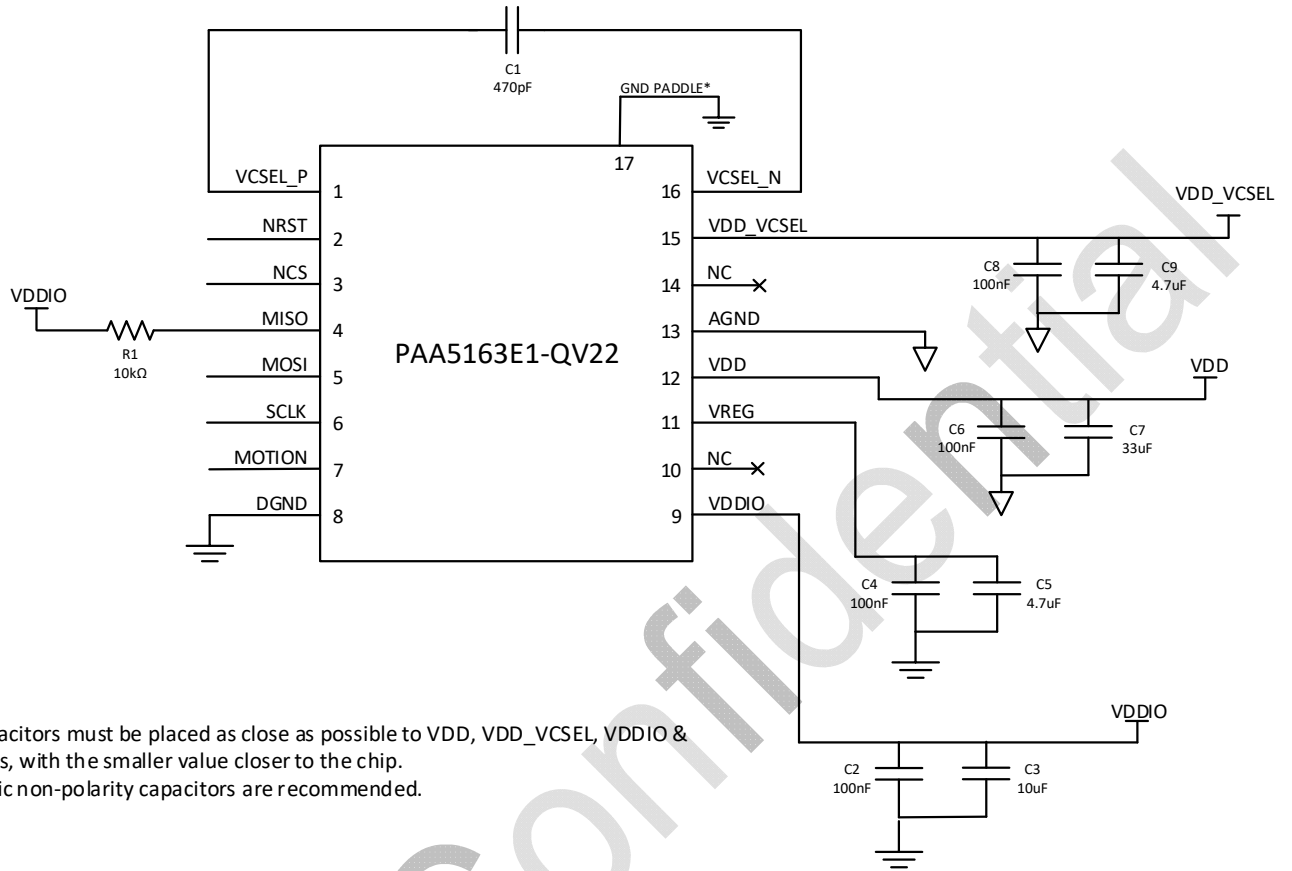 C1
470pF
GND PADDLE*
17
VCSEL_P
1
16
VCSEL_N
VDD_VCSEL
NRST
2
15
VDD_VCSEL
NCS
3
14
NC
C8
100nF
C9
4.7uF
VDDIO
MISO
4
13
AGND
R1
10kΩ
PAA5163E1-QV22
MOSI
5
12
VDD
VDD
SCLK
6
11
VREG
C6
100nF
C7
33uF
MOTION
7
10
NC
DGND
8
9
VDDIO
C4
100nF
C5
4.7uF
acitors must be placed as close as possible to VDD, VDD_VCSEL, VDDIO &
s, with the smaller value closer to the chip.
ic non-polarity capacitors are recommended.
VDDIO
C2
100nF
C3
10uF
Confidential